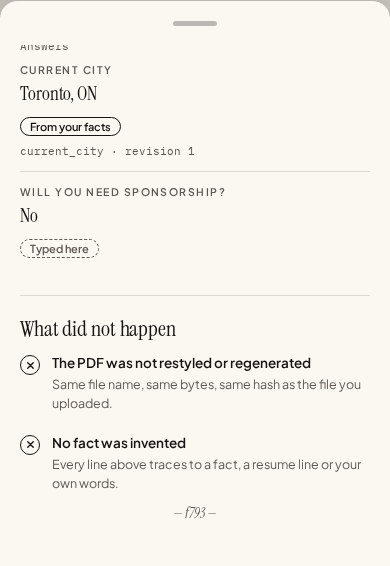 Answers
CURRENT CITY
Toronto, ON
From your facts
current_city · revision 1
WILL YOU NEED SPONSORSHIP?
No
Typed here
What did not happen
The PDF was not restyled or regenerated
Same file name, same bytes, same hash as the file you
uploaded.
No fact was invented
Every line above traces to a fact, a resume line or your
own words.
— f793 —